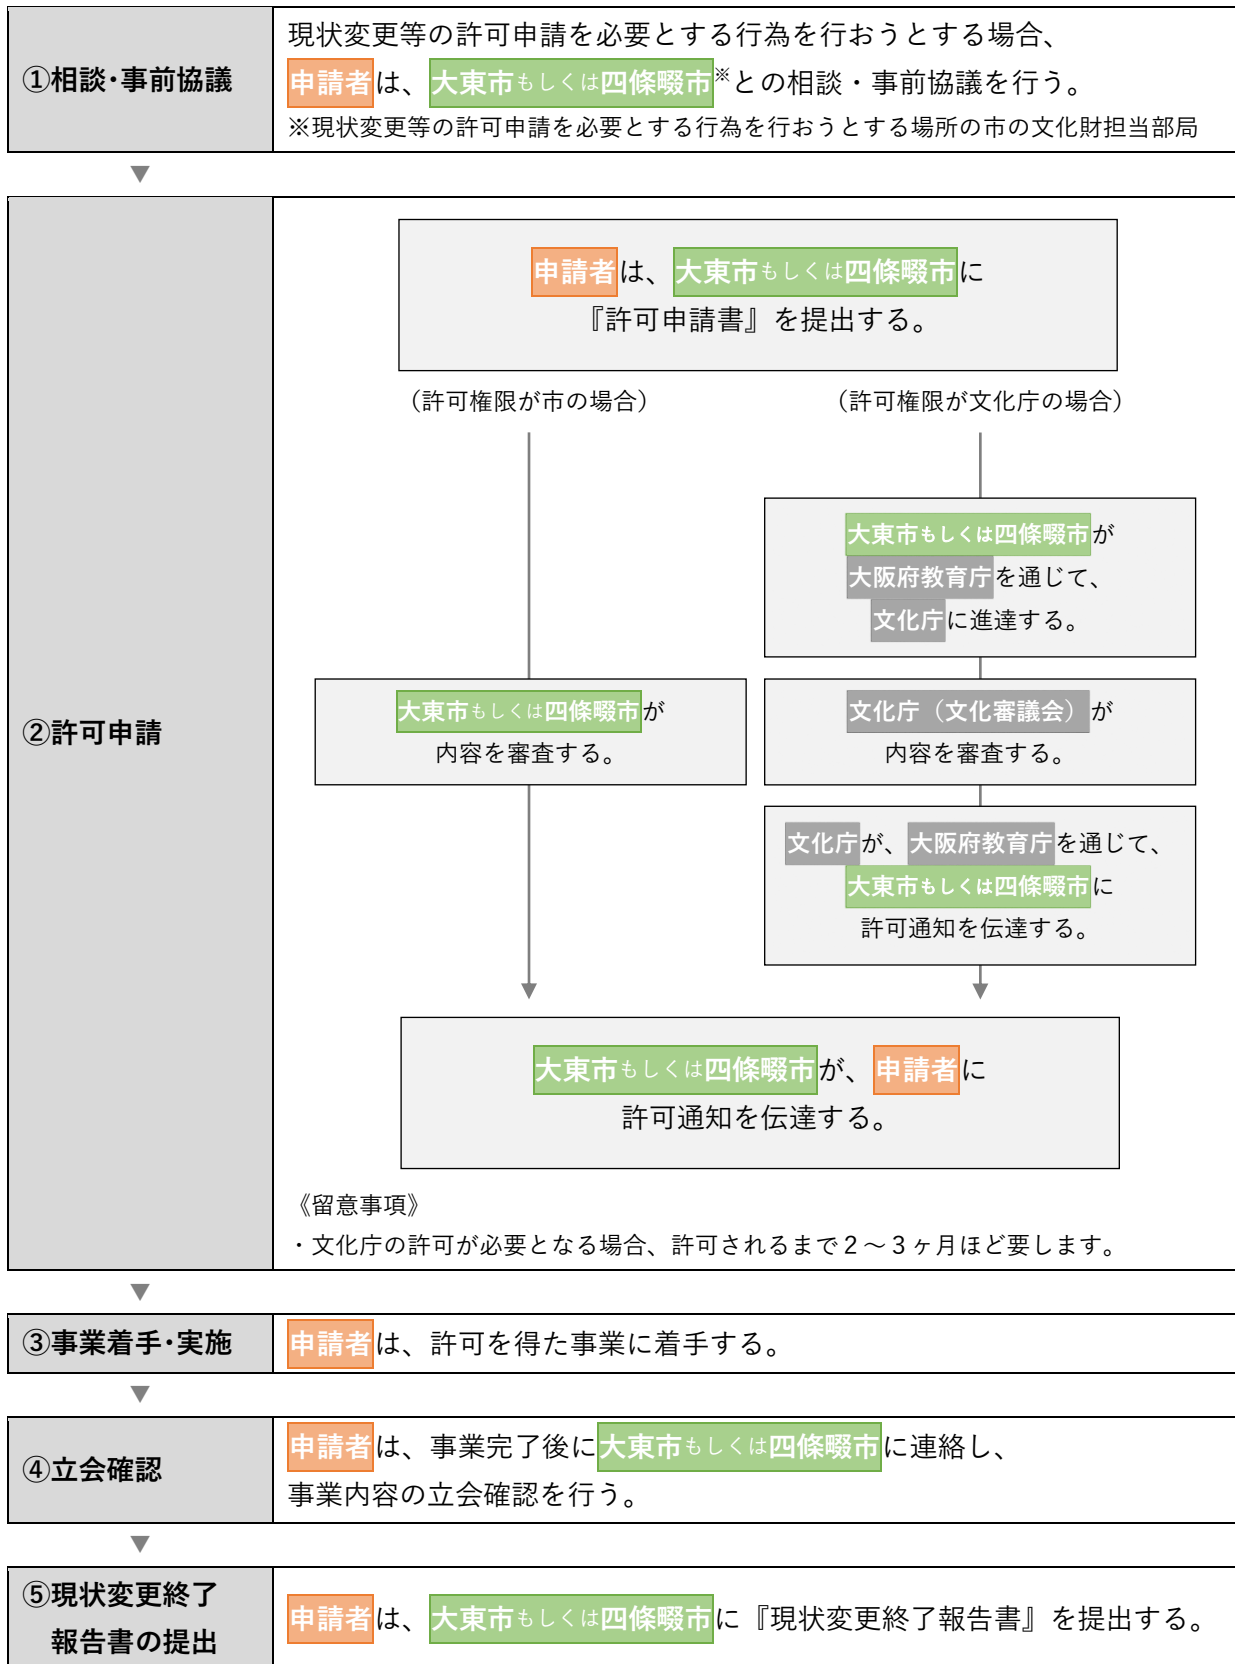 ①相談・事前協議
現状変更等の許可申請を必要とする行為を行おうとする場合、
申請者は、大東市もしくは四條畷市※との相談・事前協議を行う。
※現状変更等の許可申請を必要とする行為を行おうとする場所の市の文化財担当部局
▼
②許可申請
申請者は、大東市もしくは四條畷市に
『許可申請書』を提出する。
（許可権限が市の場合）
（許可権限が文化庁の場合）
大東市もしくは四條畷市が
大阪府教育庁を通じて、
文化庁に進達する。
大東市もしくは四條畷市が
内容を審査する。
文化庁（文化審議会）が
内容を審査する。
文化庁が、大阪府教育庁を通じて、
大東市もしくは四條畷市に
許可通知を伝達する。
大東市もしくは四條畷市が、申請者に
許可通知を伝達する。
《留意事項》
・文化庁の許可が必要となる場合、許可されるまで２～３ヶ月ほど要します。
▼
③事業着手・実施
申請者は、許可を得た事業に着手する。
▼
④立会確認
申請者は、事業完了後に大東市もしくは四條畷市に連絡し、
事業内容の立会確認を行う。
▼
⑤現状変更終了
報告書の提出
申請者は、大東市もしくは四條畷市に『現状変更終了報告書』を提出する。